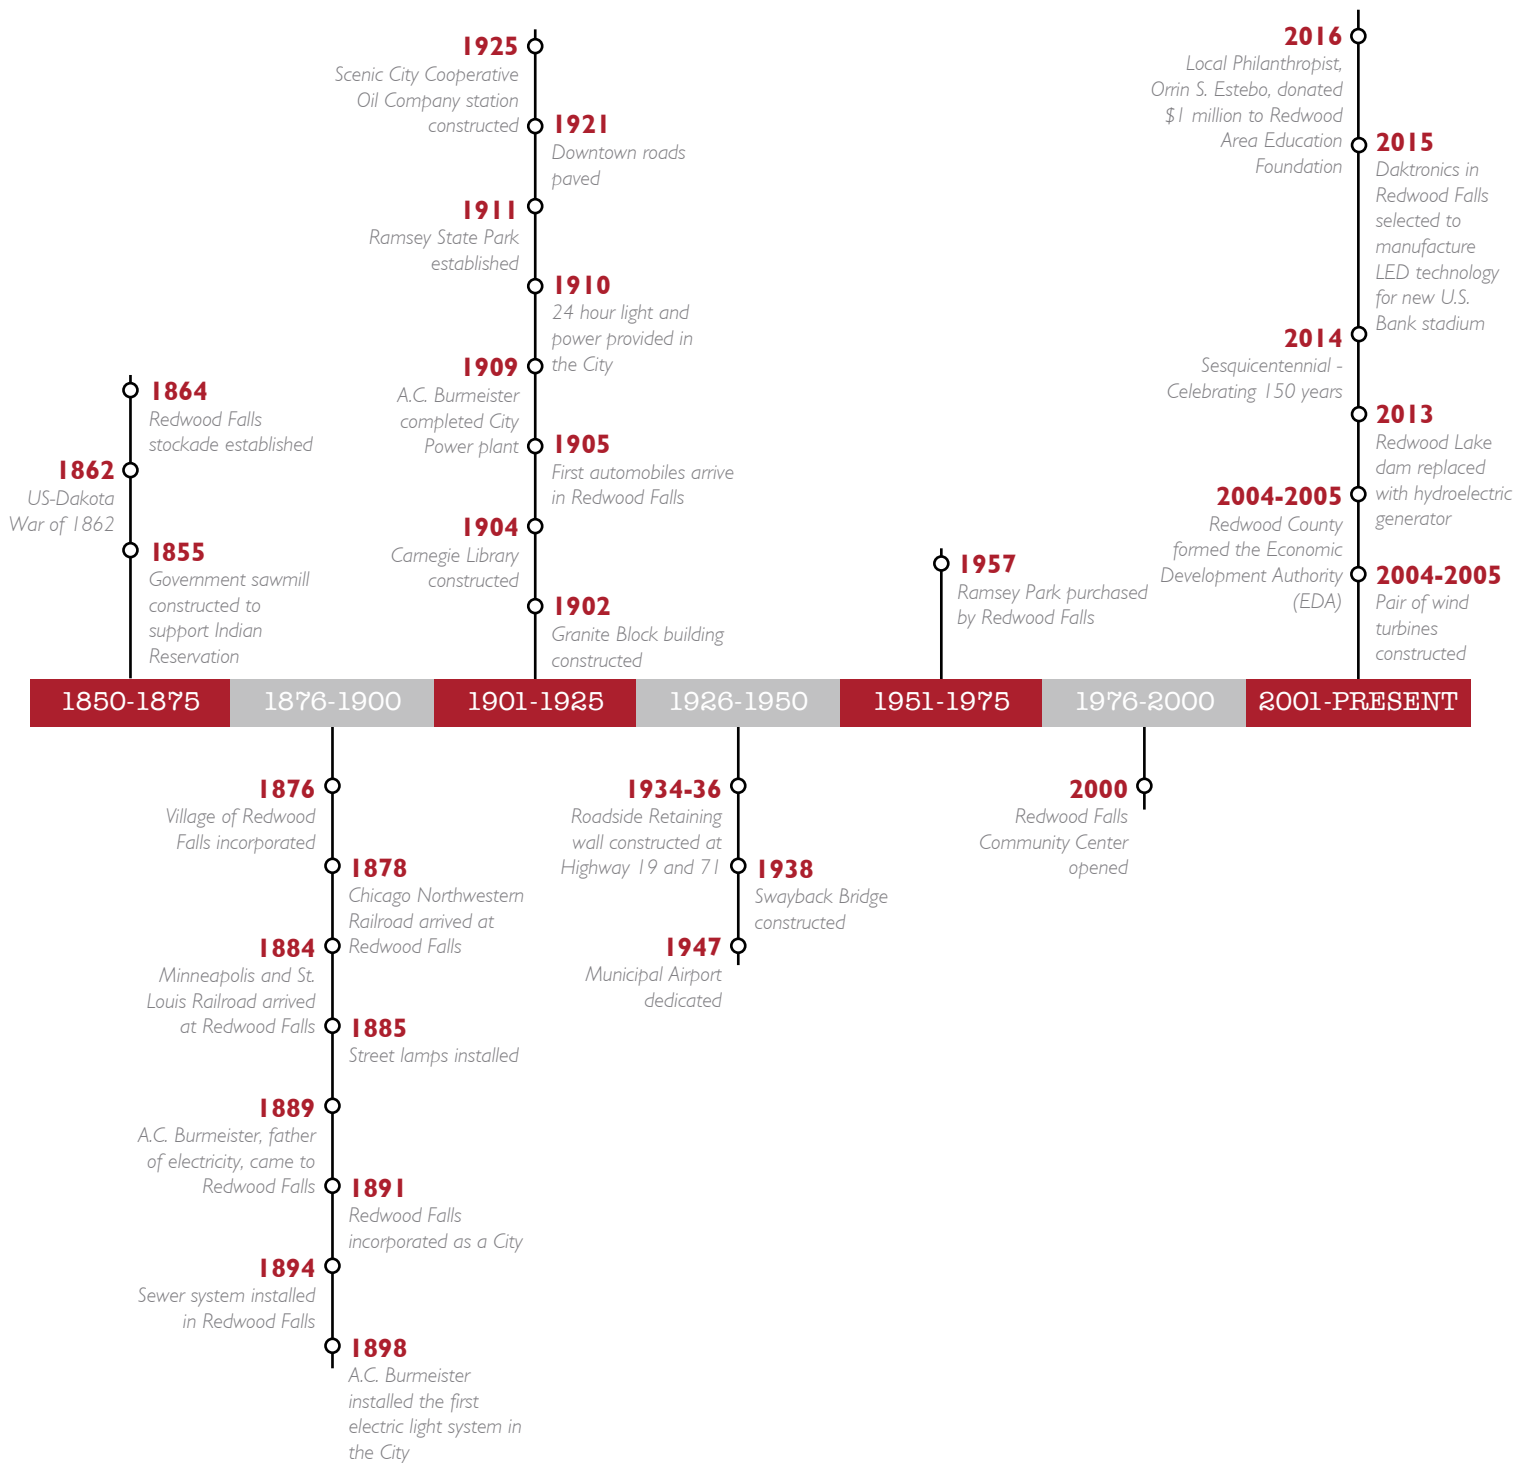 1925
Scenic City Cooperative
Oil Company station
constructed
1921
Downtown roads
paved
1911
Ramsey State Park
established
1910
24 hour light and
power provided in
the City
1909
A.C. Burmeister
completed City
Power plant
1905
First automobiles arrive
in Redwood Falls
1904
Carnegie Library
constructed
1902
Granite Block building
constructed
1864
Redwood Falls
stockade established
1862
US-Dakota
War of 1862
1855
Government sawmill
constructed to
support Indian
Reservation
1957
Ramsey Park purchased
by Redwood Falls
2016
Local Philanthropist,
Orrin S. Estebo, donated
$1 million to Redwood
Area Education
Foundation
2015
Daktronics in
Redwood Falls
selected to
manufacture
LED technology
for new U.S.
Bank stadium
2014
Sesquicentennial -
Celebrating 150 years
2013
Redwood Lake
dam replaced
with hydroelectric
generator
2004-2005
Redwood County
formed the Economic
Development Authority
(EDA)
2004-2005
Pair of wind
turbines
constructed
1850-1875
1876-1900
1901-1925
1926-1950
1951-1975
1976-2000
2001-PRESENT
1876
Village of Redwood
Falls incorporated
1878
Chicago Northwestern
Railroad arrived at
Redwood Falls
1884
Minneapolis and St.
Louis Railroad arrived
at Redwood Falls
1885
Street lamps installed
1889
A.C. Burmeister, father
of electricity, came to
Redwood Falls
1891
Redwood Falls
incorporated as a City
1894
Sewer system installed
in Redwood Falls
1898
A.C. Burmeister
installed the first
electric light system in
the City
1934-36
Roadside Retaining
wall constructed at
Highway 19 and 71
1938
Swayback Bridge
constructed
1947
Municipal Airport
dedicated
2000
Redwood Falls
Community Center
opened